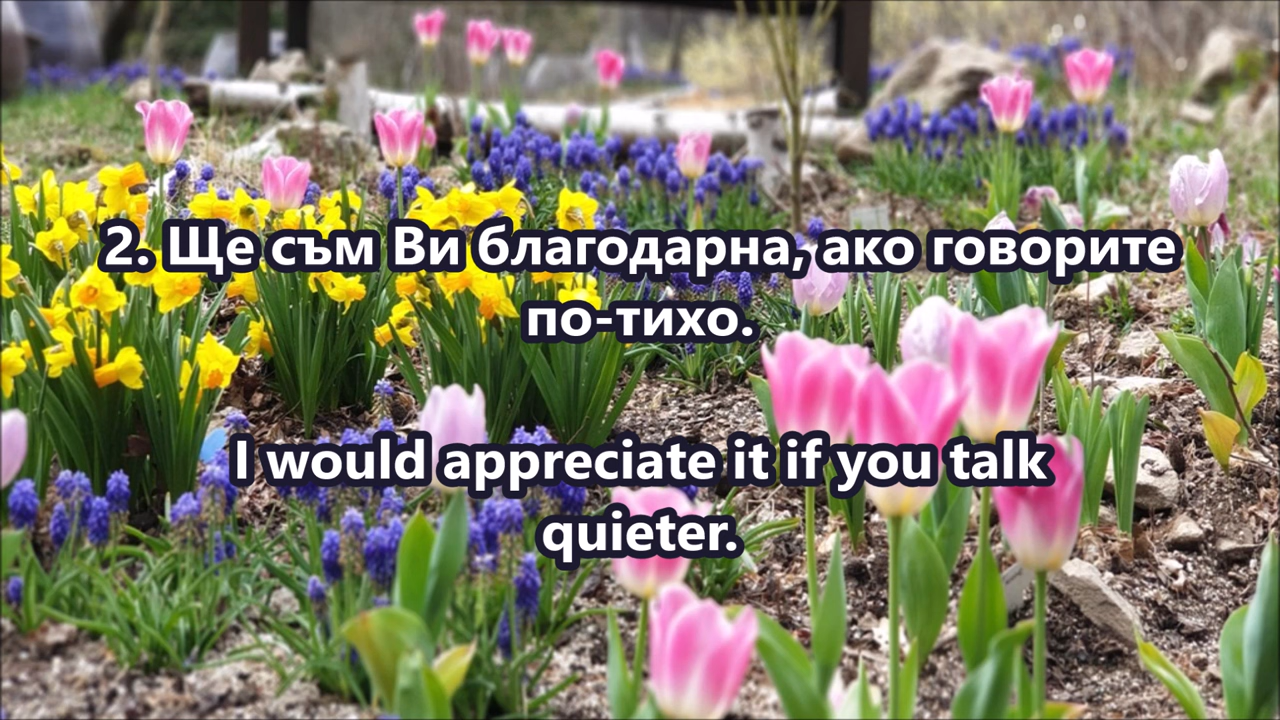 2. Ще съм Ви благодарна, ако говорите
по-тихо.
I would appreciate it if you talk
quieter.